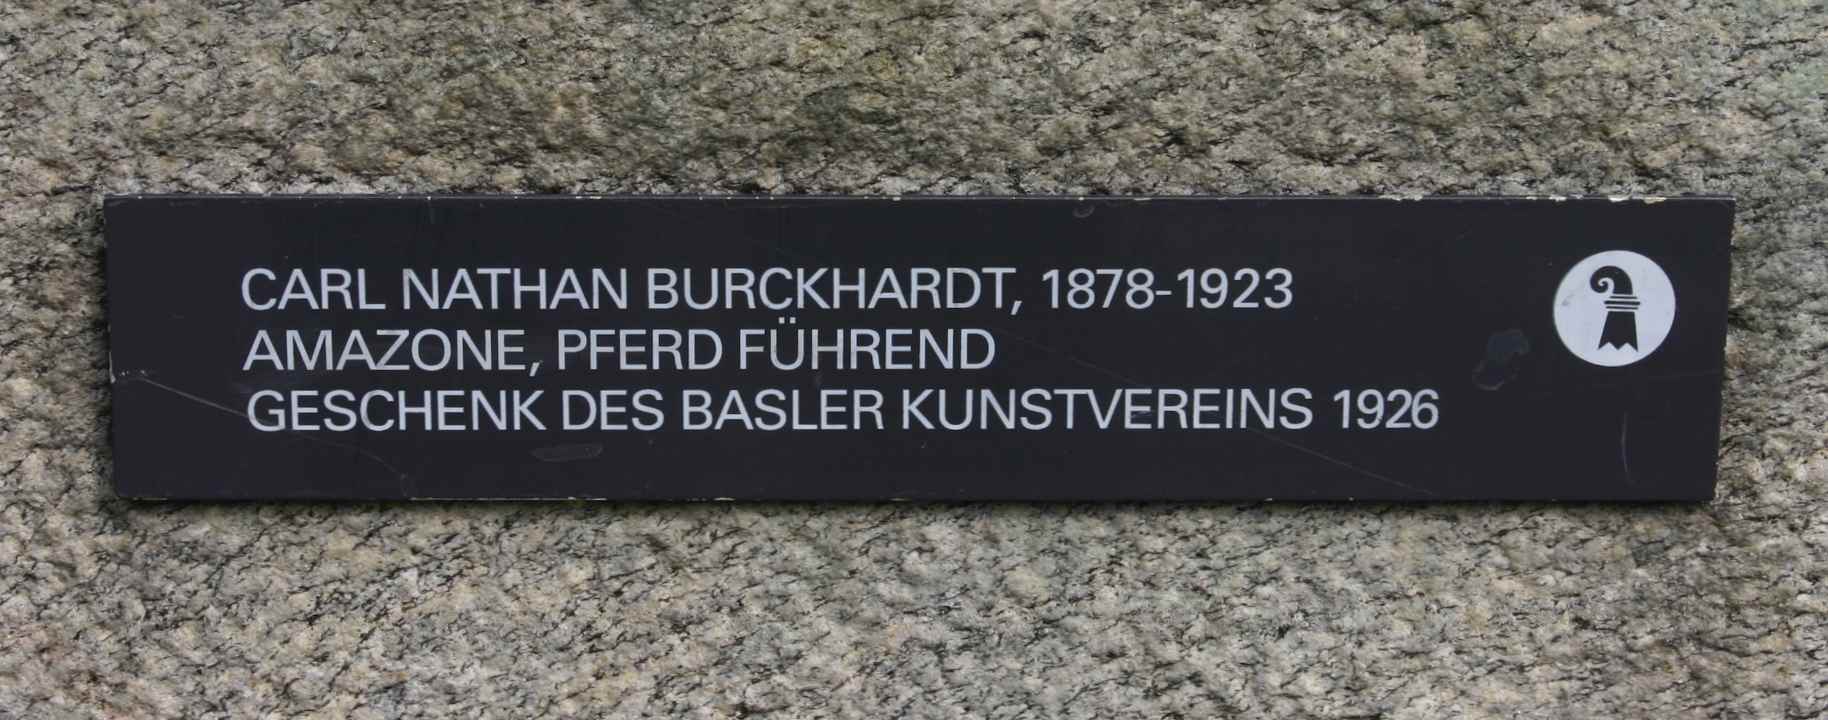 CARL NATHAN BURCKHARDT, 1878-1923
AMAZONE, PFERD FÜHREND
GESCHENK DES BASLER KUNSTVEREINS 1926